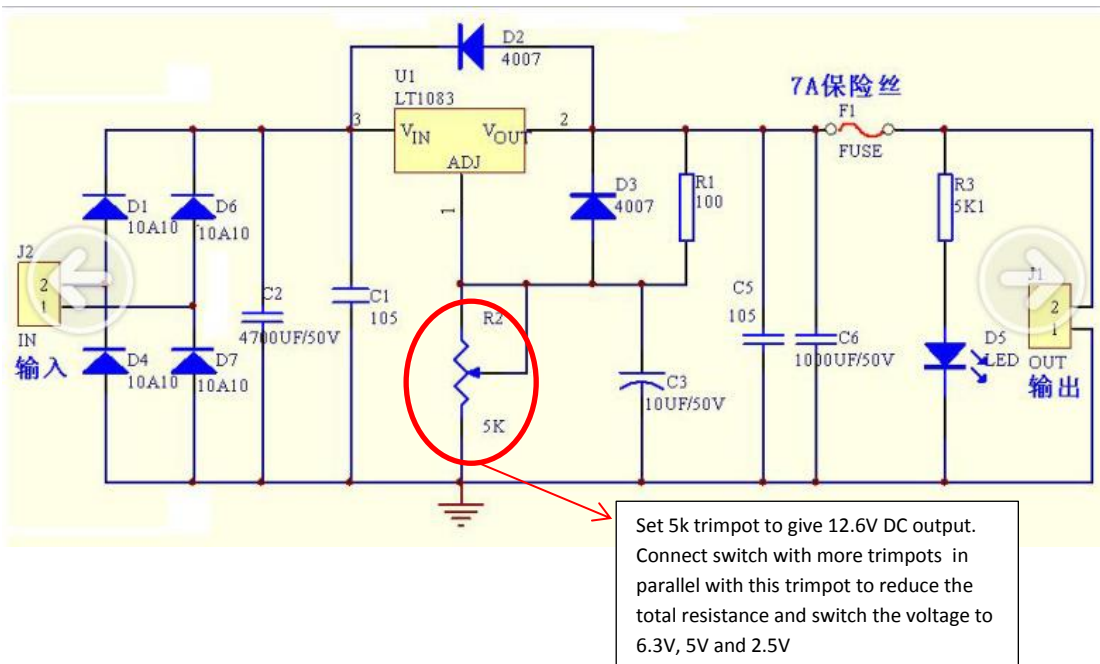 D2
4007
U1
LT1083
7A保险丝
F1
FUSE
3
VIN
VOUT
2
ADJ
1
D3
4007
R1
100
R3
5K1
D1
10A10
D6
10A10
J2
2
1
IN
输入
C2
4700UF/50V
C1
105
R2
5K
C5
105
C6
1000UF/50V
C3
10UF/50V
D4
10A10
D7
10A10
D5
LED
J1
2
1
OUT
输出
Set 5k trimpot to give 12.6V DC output.
Connect switch with more trimpots in
parallel with this trimpot to reduce the
total resistance and switch the voltage to
6.3V, 5V and 2.5V